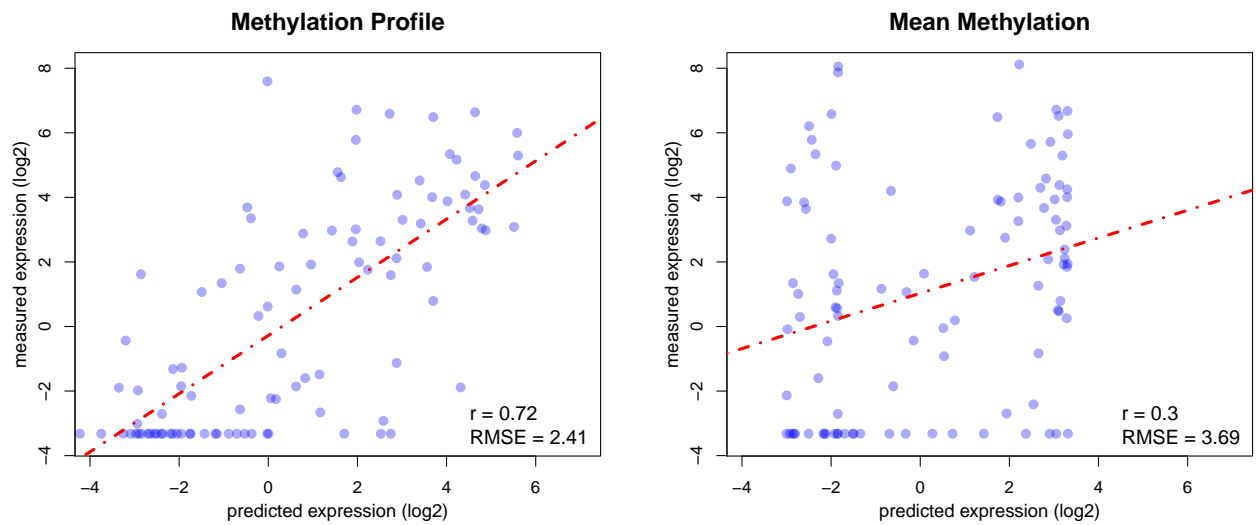 Methylation Profile
measured expression (log2)
8
6
4
2
0
−2
−4
r = 0.72
RMSE = 2.41
−4 −2 0 2 4 6
predicted expression (log2)
Mean Methylation
measured expression (log2)
8
6
4
2
0
−2
−4
r = 0.3
RMSE = 3.69
−4 −2 0 2 4 6
predicted expression (log2)